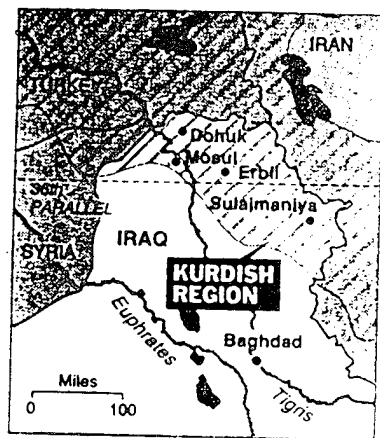 IRAN
TURKEY
Dohuk
Mosul
Erbil
36th
PARALLEL
Sulaimaniya
SYRIA
IRAQ
KURDISH
REGION
Euphrates
Baghdad
Tigris
Miles
0 100